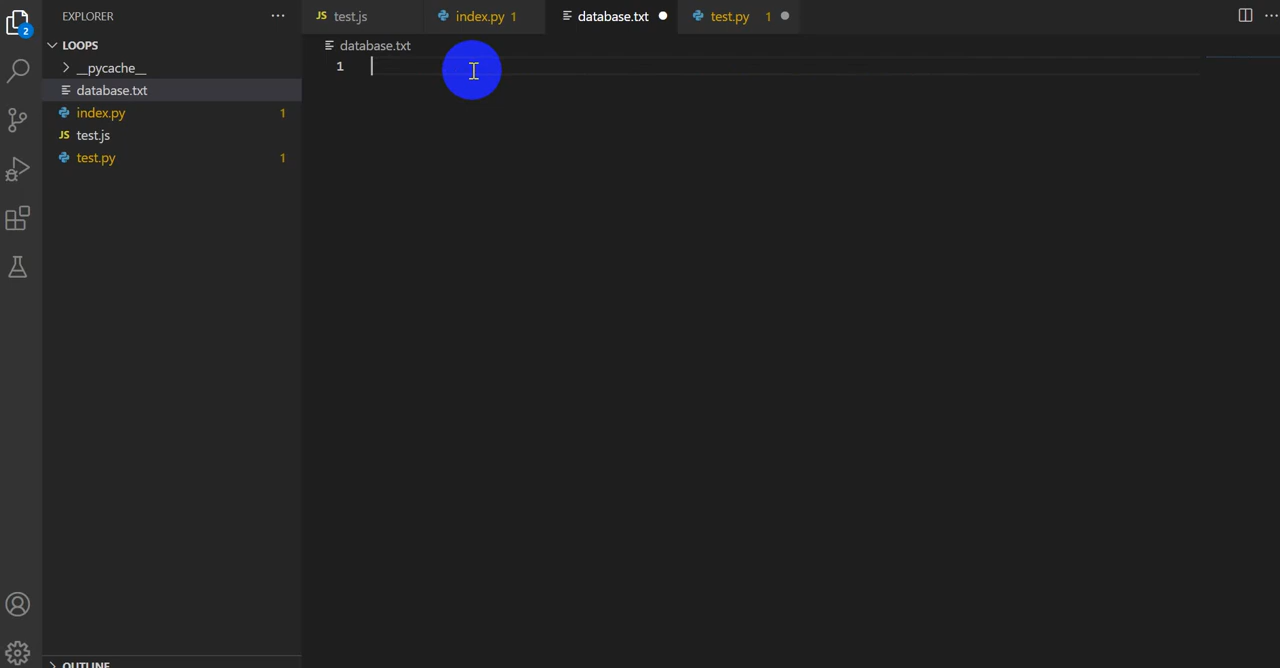 EXPLORER ...
JS test.js
index.py 1
database.txt
test.py 1
2
LOOPS
database.txt
__pycache__
1
database.txt
index.py 1
JS test.js
test.py 1
OUTLINE